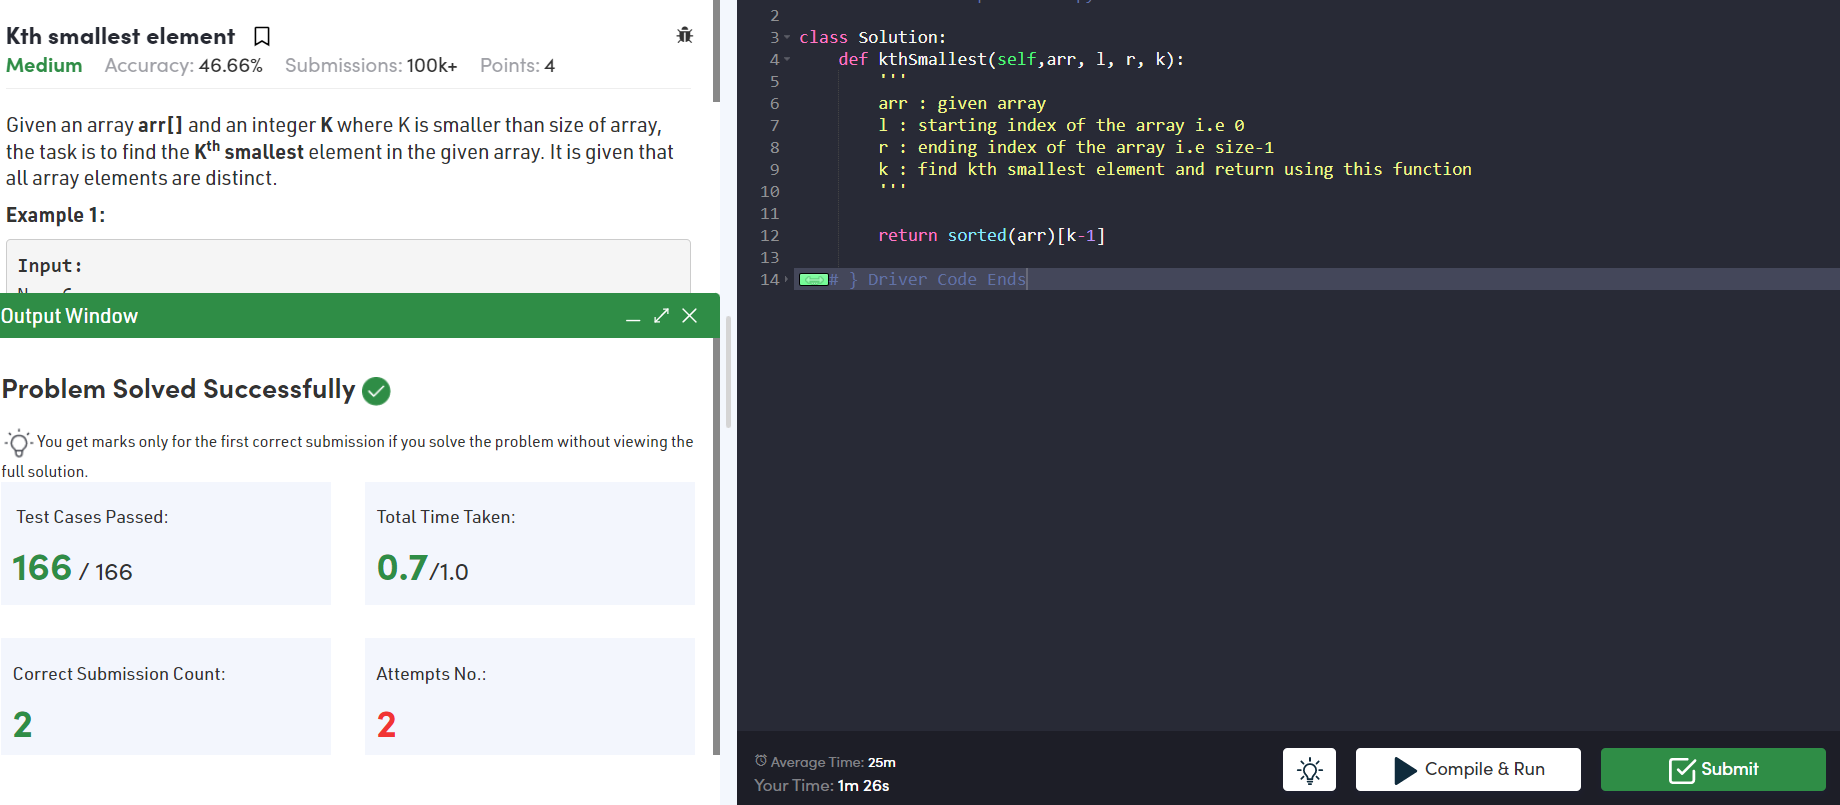 Kth smallest element
Medium Accuracy: 46.66% Submissions: 100k+ Points: 4
Given an array arr[] and an integer K where K is smaller than size of array,
the task is to find the Kth smallest element in the given array. It is given that
all array elements are distinct.
Example 1:
Input:
Output Window
Problem Solved Successfully
You get marks only for the first correct submission if you solve the problem without viewing the
full solution.
Test Cases Passed:
166 / 166
Total Time Taken:
0.7/1.0
Correct Submission Count:
2
Attempts No.:
2
2
3 class Solution:
4 def kthSmallest(self,arr, l, r, k):
5 '''
6 arr : given array
7 l : starting index of the array i.e 0
8 r : ending index of the array i.e size-1
9 k : find kth smallest element and return using this function
10 '''
11
12 return sorted(arr)[k-1]
13
14 # } Driver Code Ends
Average Time: 25m
Your Time: 1m 26s
Compile & Run
Submit